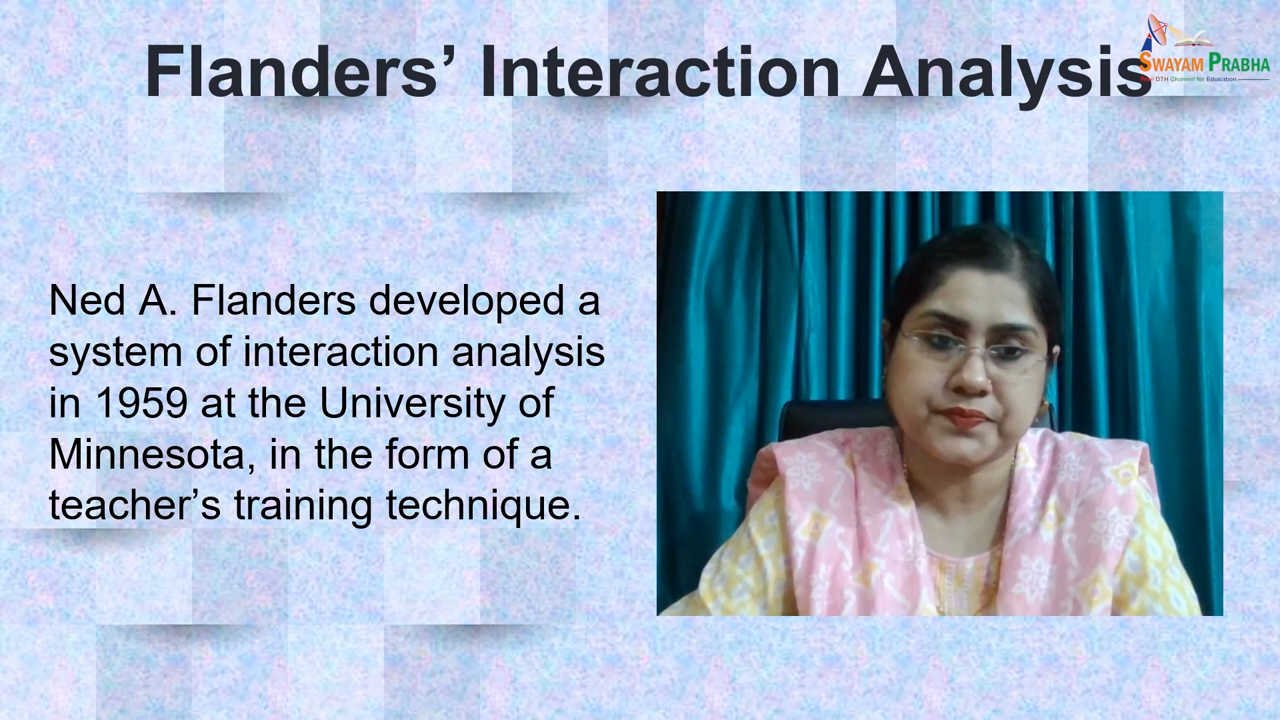 Flanders’ Interaction Analysis
SWAYAM PRABHA
DTH Channel for Education
Ned A. Flanders developed a
system of interaction analysis
in 1959 at the University of
Minnesota, in the form of a
teacher’s training technique.